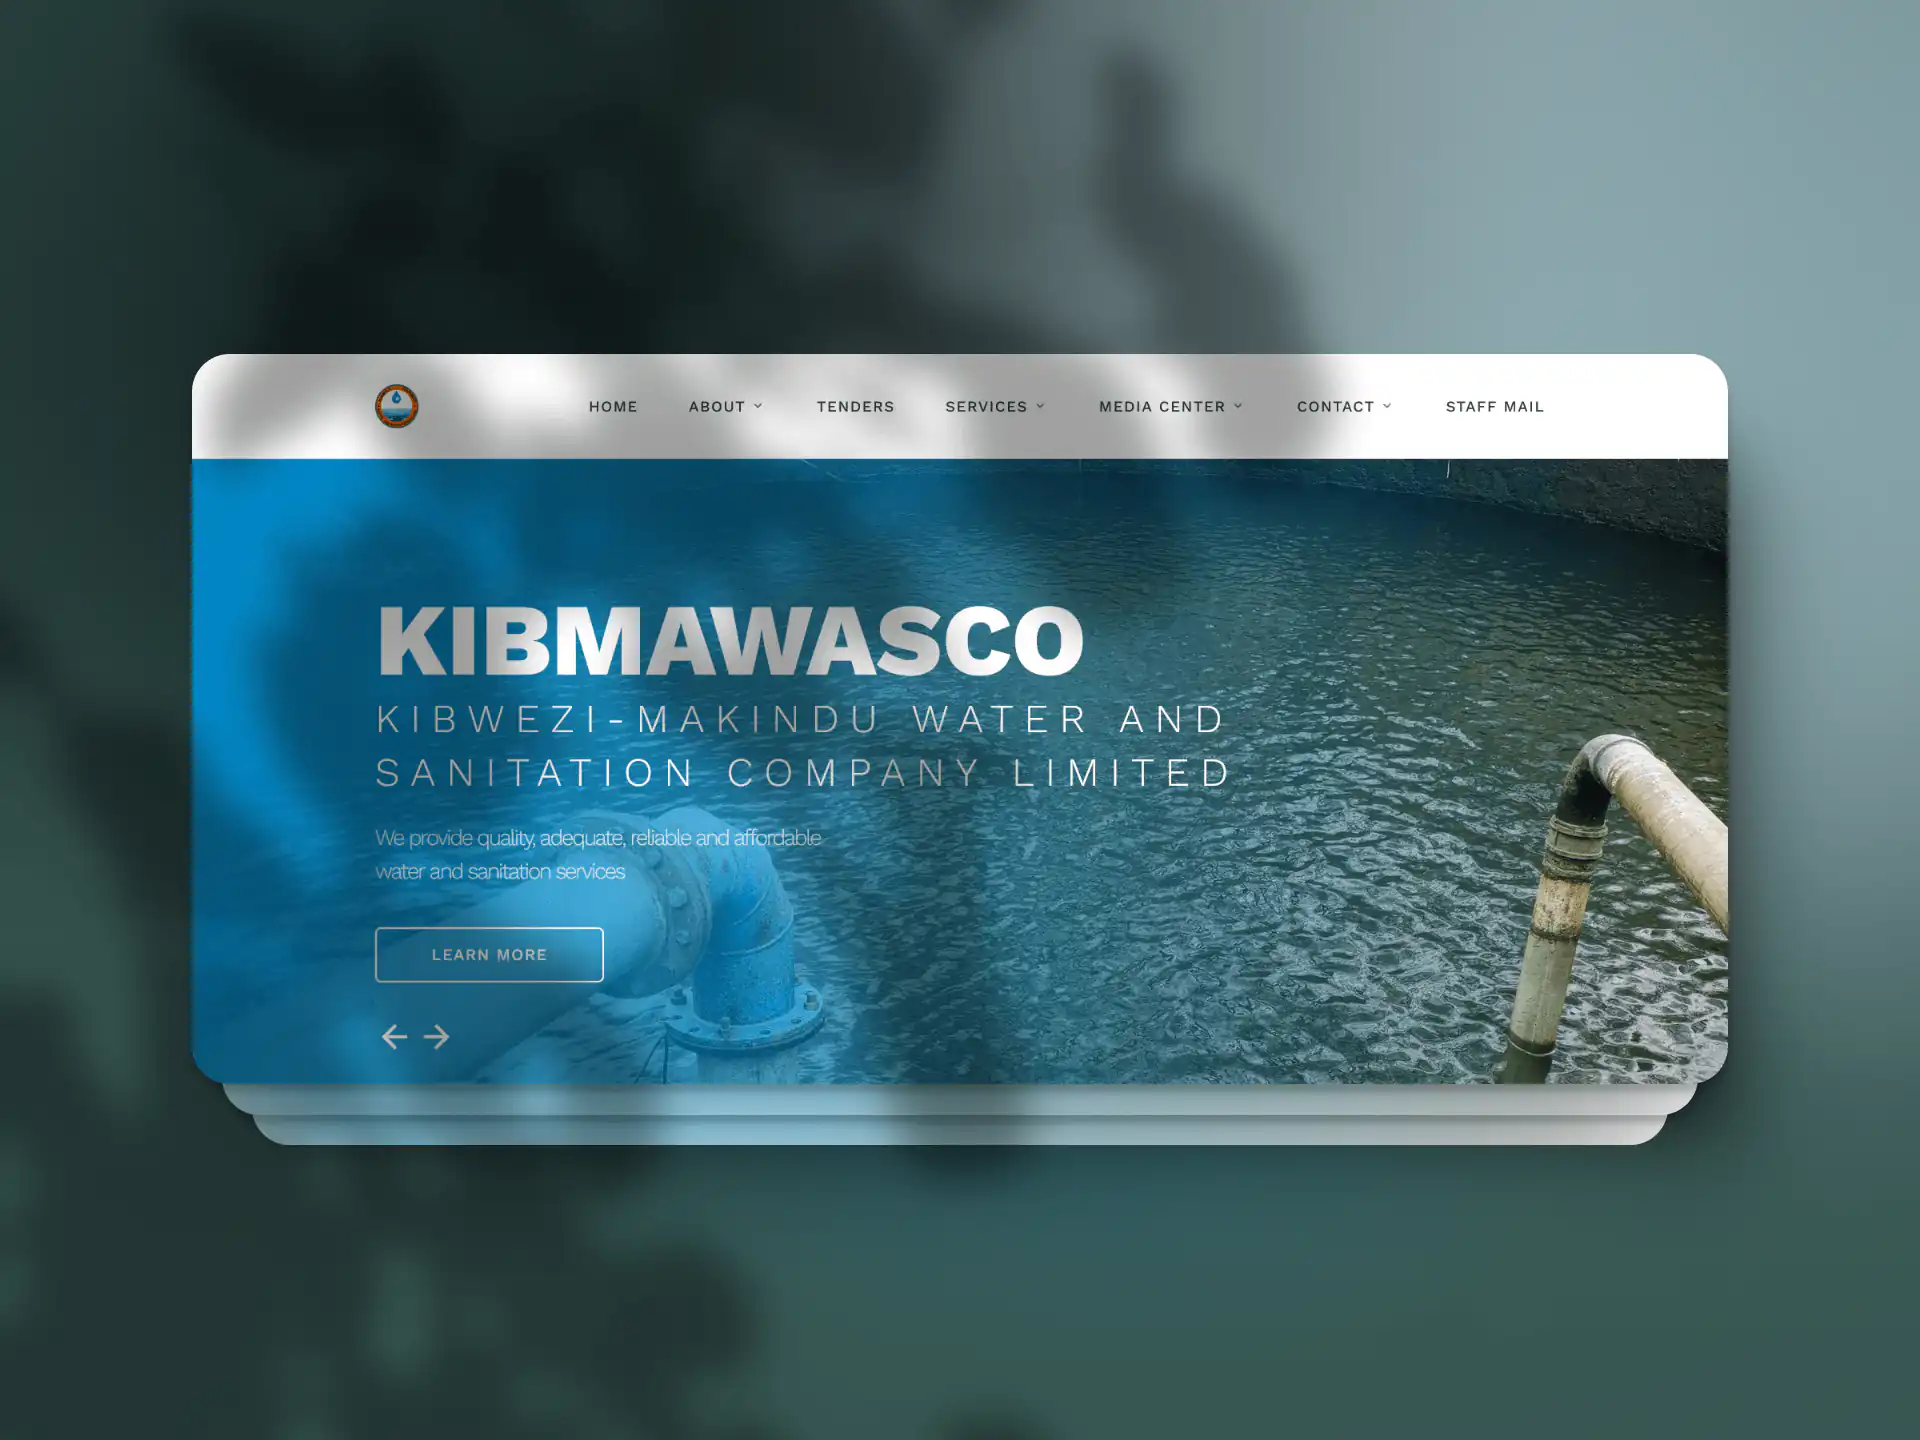 HOME ABOUT TENDERS SERVICES MEDIA CENTER CONTACT STAFF MAIL
KIBMAWASCO
KIBWEZI-MAKINDU WATER AND
SANITATION COMPANY LIMITED
We provide quality, adequate, reliable and affordable
water and sanitation services
LEARN MORE